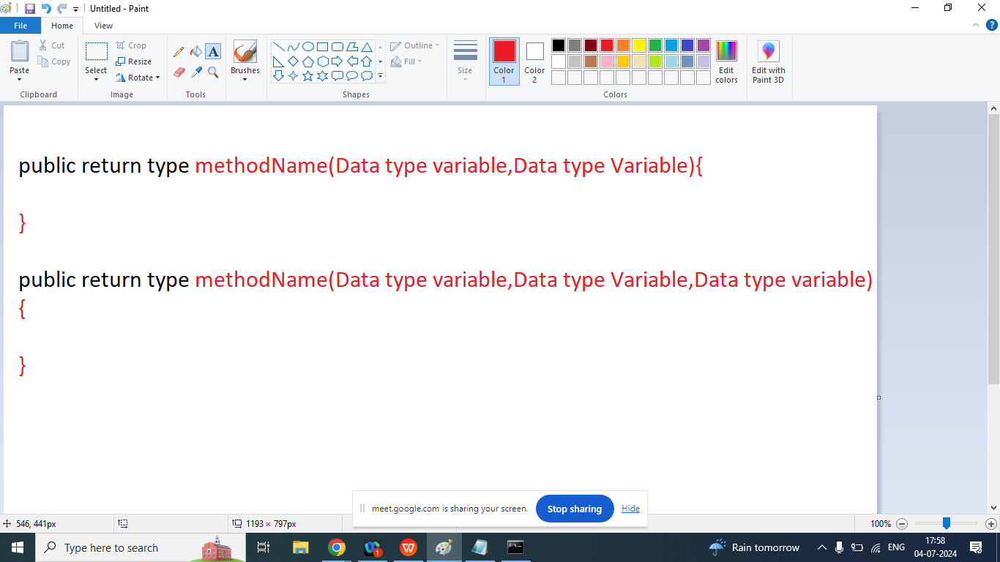 Untitled - Paint
File Home View
Paste
Cut
Copy
Clipboard
Select
Crop
Resize
Rotate
Image
A
Tools
Brushes
Shapes
Outline
Fill
Size
Color 1
Color 2
Colors
Edit colors
Edit with Paint 3D
public return type methodName(Data type variable,Data type Variable){
}
public return type methodName(Data type variable,Data type Variable,Data type variable)
{
}
meet.google.com is sharing your screen. Stop sharing Hide
546, 441px
1193 × 797px
100%
Type here to search
1
Rain tomorrow
ENG
17:58
04-07-2024